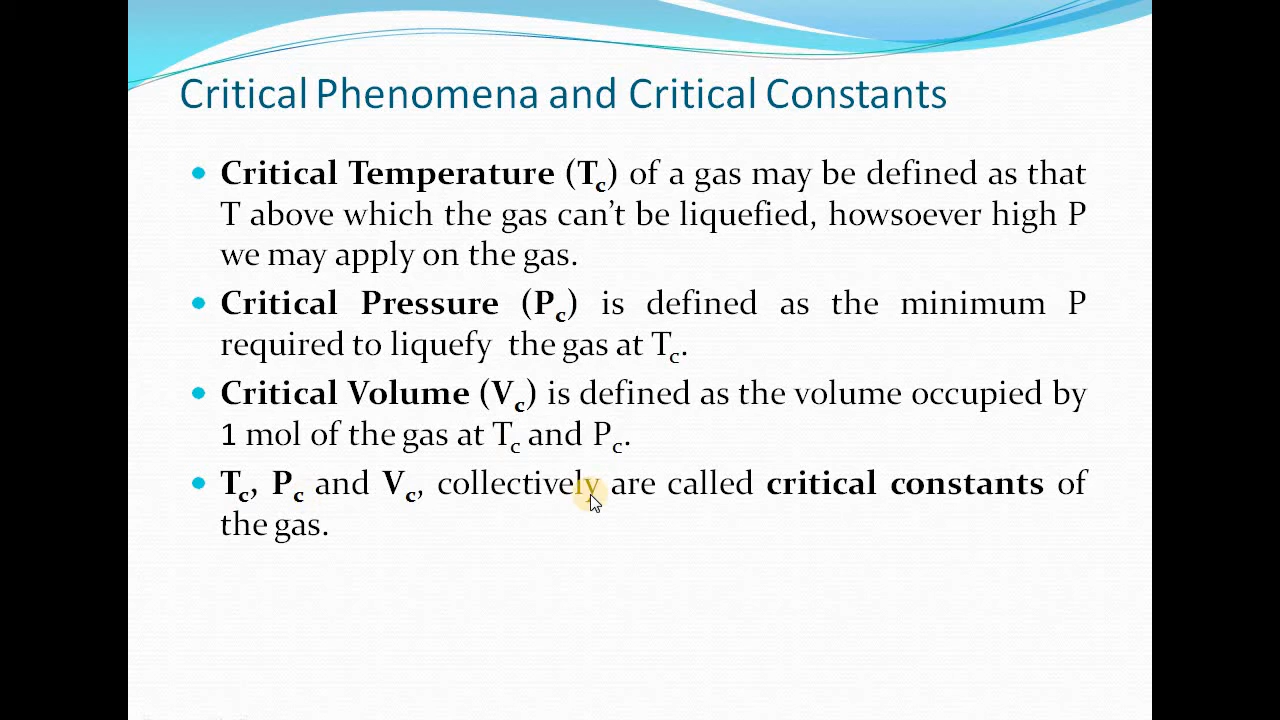 Critical Phenomena and Critical Constants
• Critical Temperature (Tc) of a gas may be defined as that
T above which the gas can't be liquefied, howsoever high P
we may apply on the gas.
• Critical Pressure (Pc) is defined as the minimum P
required to liquefy the gas at Tc.
• Critical Volume (Vc) is defined as the volume occupied by
1 mol of the gas at Tc and Pc.
• Tc, Pc and Vc, collectively are called critical constants of
the gas.